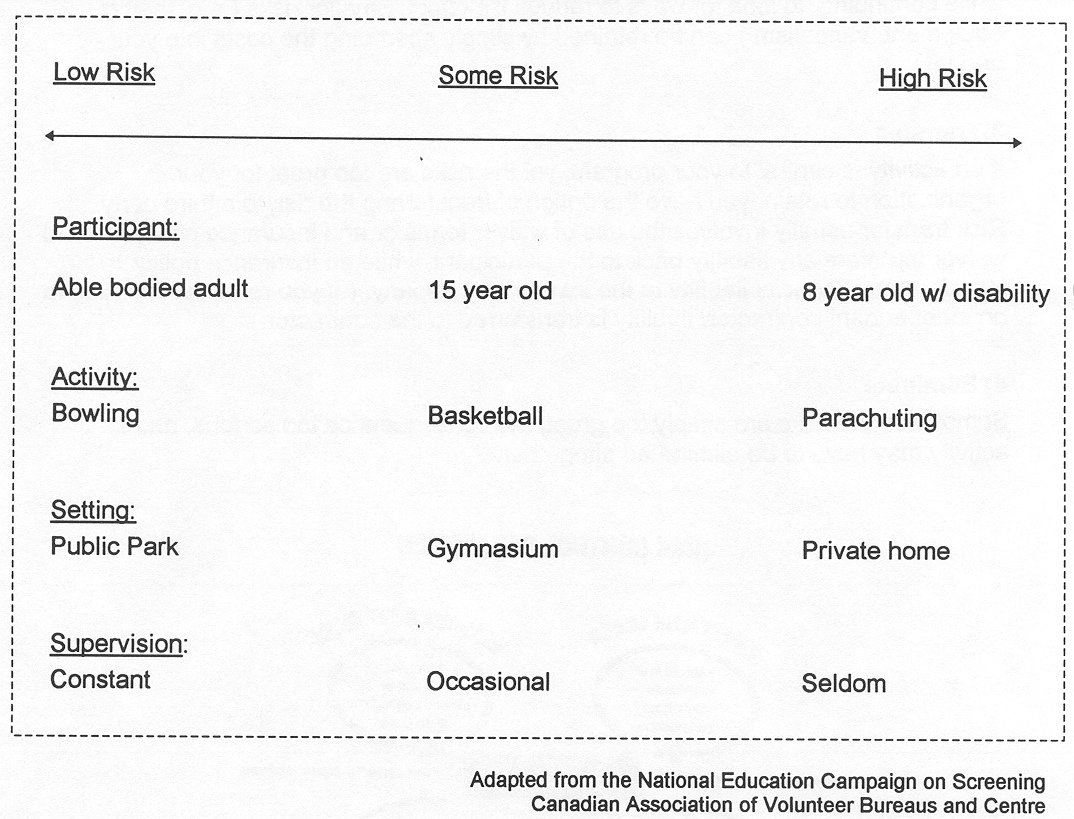 Low Risk Some Risk High Risk
Participant:
Able bodied adult 15 year old 8 year old w/ disability
Activity:
Bowling Basketball Parachuting
Setting:
Public Park Gymnasium Private home
Supervision:
Constant Occasional Seldom
Adapted from the National Education Campaign on Screening
Canadian Association of Volunteer Bureaus and Centre